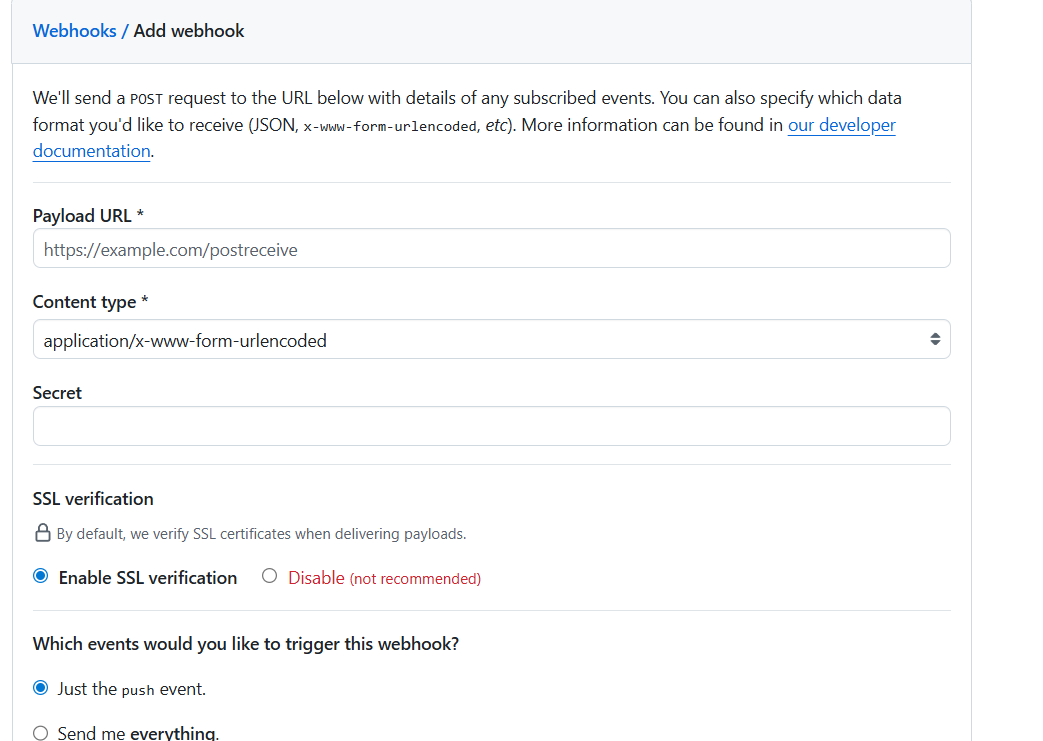 Webhooks / Add webhook
We'll send a POST request to the URL below with details of any subscribed events. You can also specify which data
format you'd like to receive (JSON, x-www-form-urlencoded, etc). More information can be found in our developer
documentation.
Payload URL *
https://example.com/postreceive
Content type *
application/x-www-form-urlencoded
Secret
SSL verification
By default, we verify SSL certificates when delivering payloads.
Enable SSL verification Disable (not recommended)
Which events would you like to trigger this webhook?
Just the push event.
Send me everything.